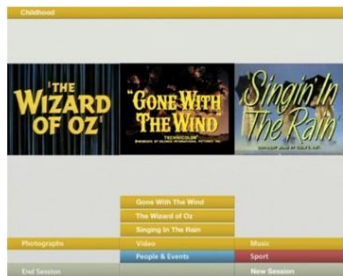 Childhood
'THE
WIZARD
OF OZ'
"GONE WITH
THE WIND"
TECHNICOLOR
'Singin' In
The Rain'
Gone With The Wind
The Wizard of Oz
Singing In The Rain
Photographs
Video
Music
People & Events
Sport
End Session
New Session